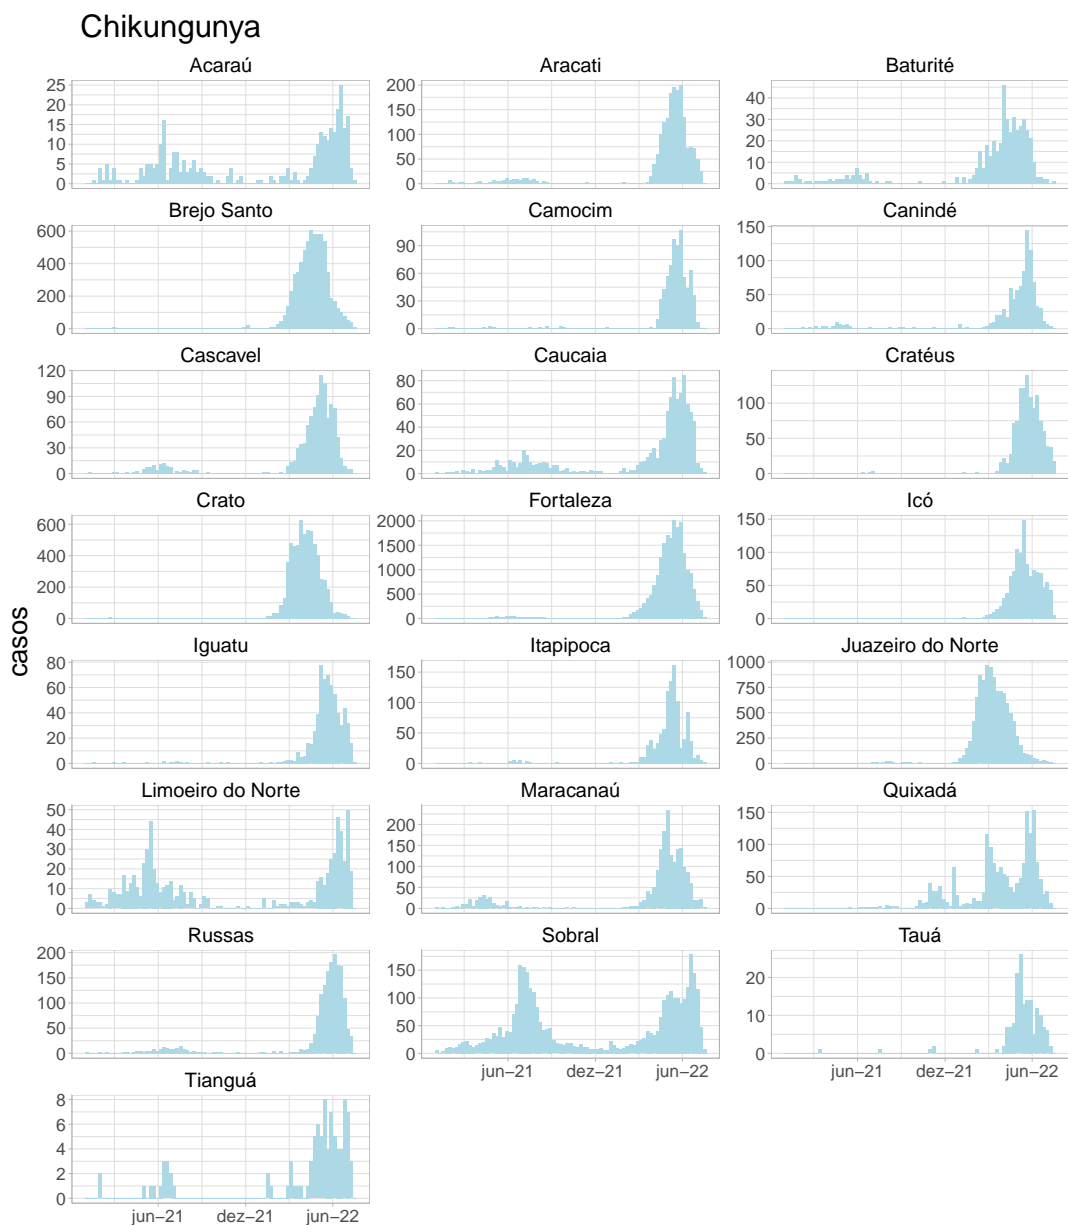 Chikungunya
Acaraú Aracati Baturité
25 200
20 150 40
15 30
10 100 20
5 50 10
0 0 0
Brejo Santo Camocim Canindé
600 90 150
400 60 100
200 30 50
0 0 0
Cascavel Caucaia Cratéus
120
90 80 100
60 60
40 50
30 20
0 0 0
Crato Fortaleza Icó
600 2000 150
400 1500 100
1000
200 500 50
0 0 0
casos
Iguatu Itapipoca Juazeiro do Norte
80 1000
60 150 750
40 100 500
20 50 250
0 0 0
Limoeiro do Norte Maracanaú Quixadá
50 200 150
40
30 150 100
20 100
10 50 50
0 0 0
Russas Sobral Tauá
200 150 20
150
100 100 10
50 50
0 0 0
jun–21 dez–21 jun–22 jun–21 dez–21 jun–22
Tianguá
8
6
4
2
0
jun–21 dez–21 jun–22